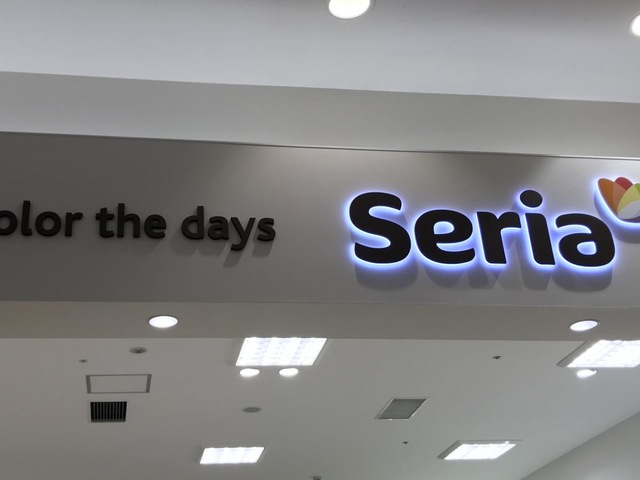 olor the days
Seria